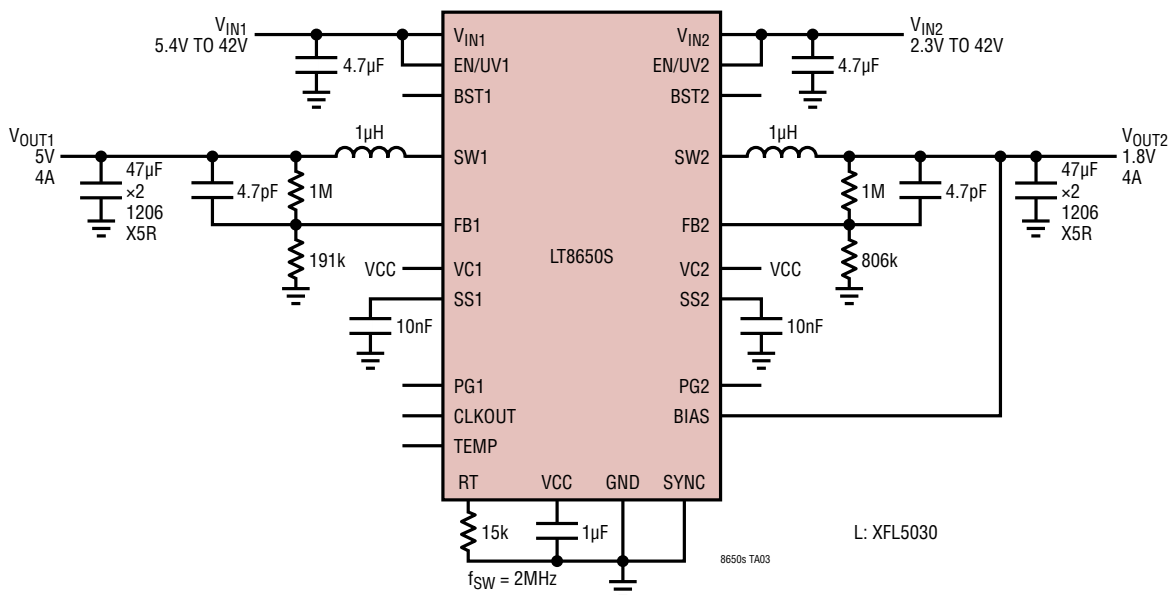 VIN1
5.4V TO 42V
4.7µF
VIN1
EN/UV1
BST1
VIN2
EN/UV2
BST2
4.7µF
VIN2
2.3V TO 42V
VOUT1
5V
4A
47µF
×2
1206
X5R
4.7pF
1M
1µH
191k
SW1
FB1
VCC
VC1
SS1
10nF
PG1
CLKOUT
TEMP
LT8650S
SW2
FB2
VC2
VCC
SS2
10nF
PG2
BIAS
1µH
1M
4.7pF
806k
47µF
×2
1206
X5R
VOUT2
1.8V
4A
RT
VCC
GND
SYNC
15k
1µF
fSW = 2MHz
L: XFL5030
8650s TA03